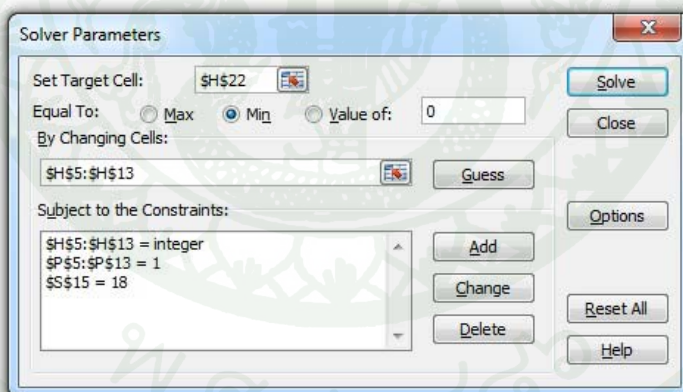 Solver Parameters
Set Target Cell: $H$22
Solve
Equal To: Max Min Value of: 0
Close
By Changing Cells:
$H$5:$H$13
Guess
Subject to the Constraints:
Options
$H$5:$H$13 = integer
$P$5:$P$13 = 1
$S$15 = 18
Add
Change
Delete
Reset All
Help